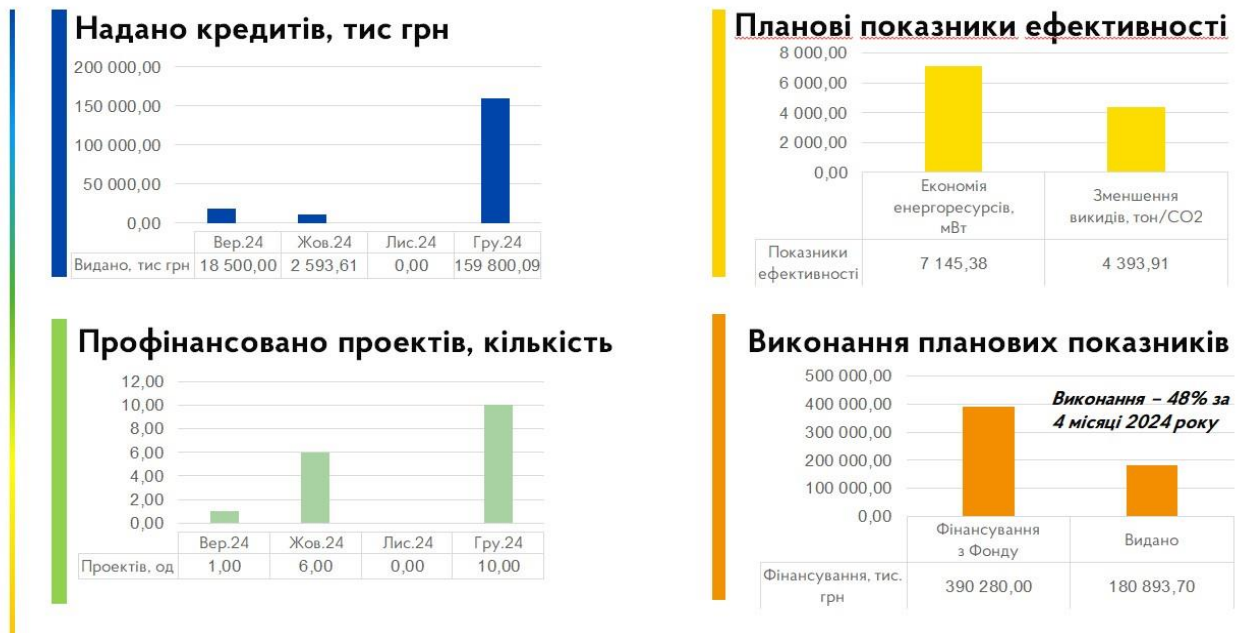 Надано кредитів, тис грн
200 000,00
150 000,00
100 000,00
50 000,00
0,00
Вер.24 Жов.24 Лис.24 Гру.24
Видано, тис грн 18 500,00 2 593,61 0,00 159 800,09
Планові показники ефективності
8 000,00
6 000,00
4 000,00
2 000,00
0,00
Економія
енергоресурсів,
мВт
Зменшення
викидів, тон/СО2
Показники
ефективності
7 145,38 4 393,91
Профінансовано проектів, кількість
12,00
10,00
8,00
6,00
4,00
2,00
0,00
Вер.24 Жов.24 Лис.24 Гру.24
Проектів, од 1,00 6,00 0,00 10,00
Виконання планових показників
500 000,00
400 000,00
300 000,00
200 000,00
100 000,00
0,00
Виконання – 48% за
4 місяці 2024 року
Фінансування
з Фонду
Видано
Фінансування, тис.
грн
390 280,00 180 893,70